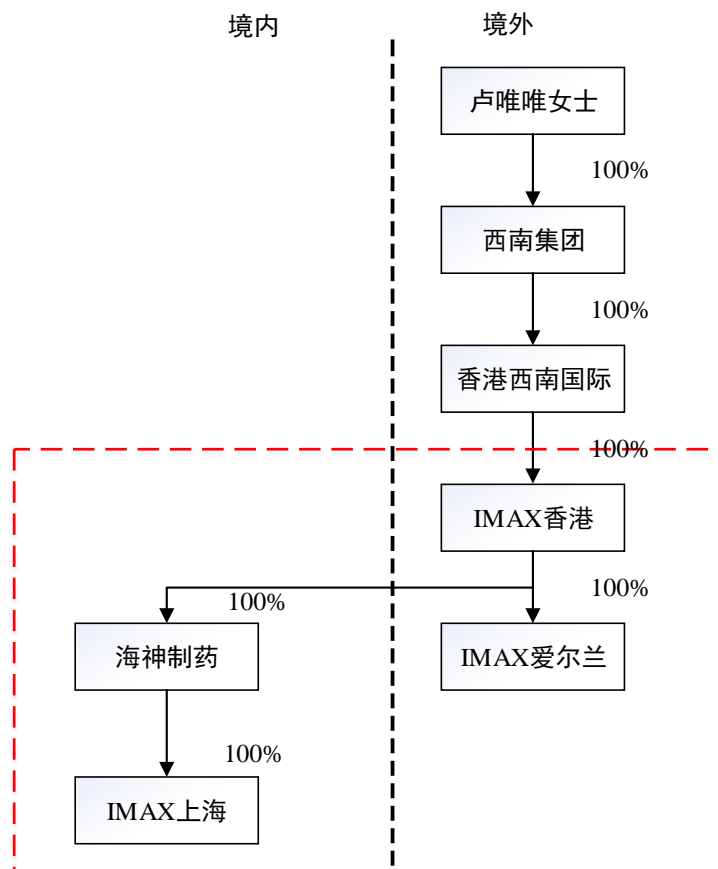 境内
境外
卢唯唯女士
100%
西南集团
100%
香港西南国际
100%
IMAX香港
100%
100%
海神制药
IMAX爱尔兰
100%
IMAX上海